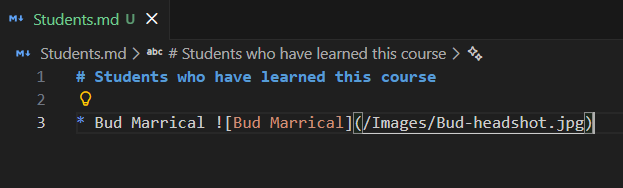 Students.md U
Students.md > # Students who have learned this course >
1 # Students who have learned this course
2
3 * Bud Marrical ![Bud Marrical](/Images/Bud-headshot.jpg)